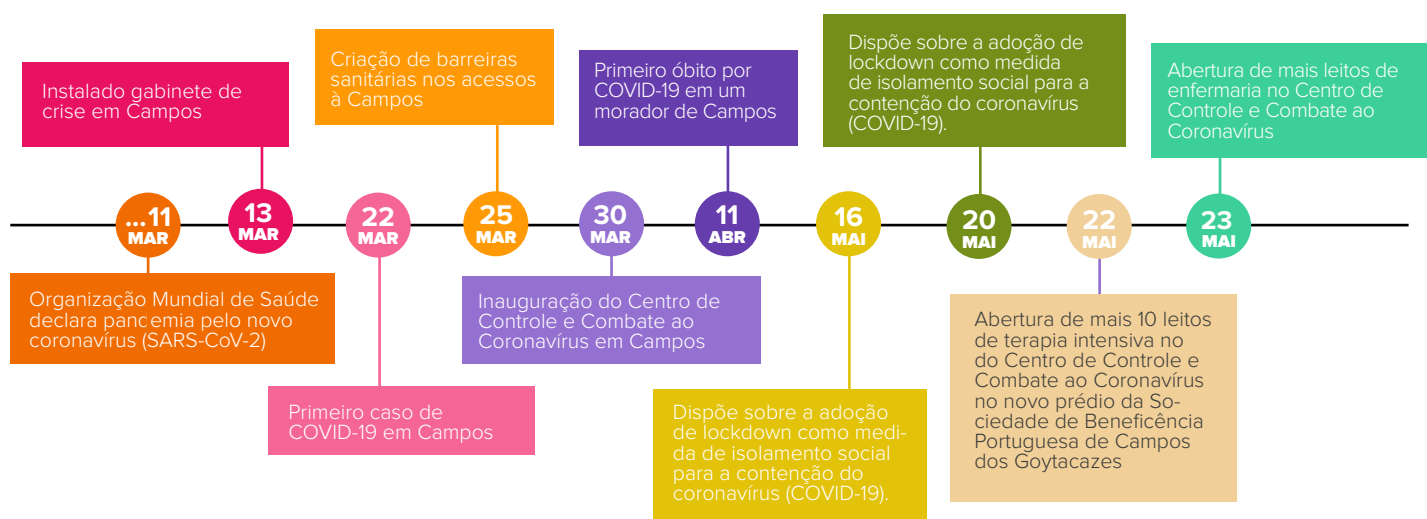 Instalado gabinete de
crise em Campos
Criação de barreiras
sanitárias nos acessos
à Campos
Primeiro óbito por
COVID-19 em um
morador de Campos
Dispõe sobre a adoção de
lockdown como medida
de isolamento social para a
contenção do coronavírus
(COVID-19).
Abertura de mais leitos de
enfermaria no Centro de
Controle e Combate ao
Coronavírus
...11
MAR
13
MAR
22
MAR
25
MAR
30
MAR
11
ABR
16
MAI
20
MAI
22
MAI
23
MAI
Organização Mundial de Saúde
declara pandemia pelo novo
coronavírus (SARS-CoV-2)
Primeiro caso de
COVID-19 em Campos
Inauguração do Centro de
Controle e Combate ao
Coronavírus em Campos
Dispõe sobre a adoção
de lockdown como medi-
da de isolamento social
para a contenção do
coronavírus (COVID-19).
Abertura de mais 10 leitos
de terapia intensiva no
do Centro de Controle e
Combate ao Coronavírus
no novo prédio da So-
ciedade de Beneficência
Portuguesa de Campos
dos Goytacazes